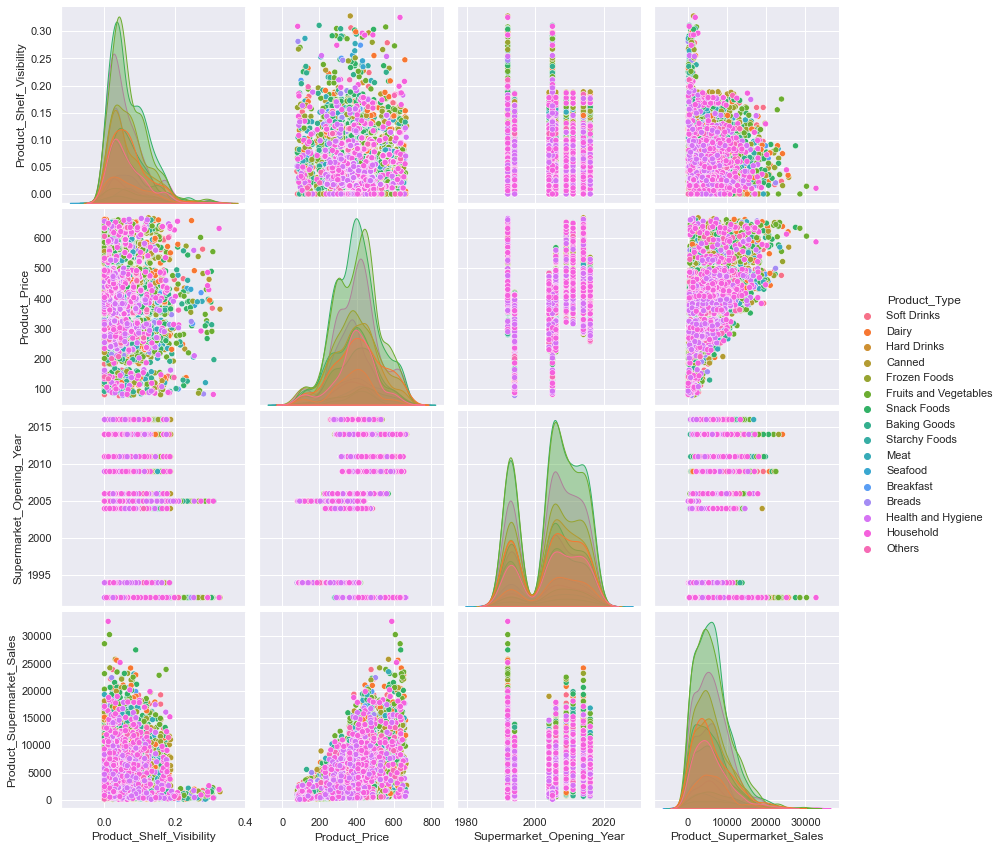 0.30
0.25
0.20
0.15
0.10
0.05
0.00
Product_Shelf_Visibility
600
500
400
300
200
100
Product_Price
2015
2010
2005
2000
1995
Supermarket_Opening_Year
30000
25000
20000
15000
10000
5000
0
Product_Supermarket_Sales
0.0 0.2 0.4
Product_Shelf_Visibility
0 200 400 600 800
Product_Price
1980 2000 2020
Supermarket_Opening_Year
0 10000 20000 30000
Product_Supermarket_Sales
Product_Type
Soft Drinks
Dairy
Hard Drinks
Canned
Frozen Foods
Fruits and Vegetables
Snack Foods
Baking Goods
Starchy Foods
Meat
Seafood
Breakfast
Breads
Health and Hygiene
Household
Others